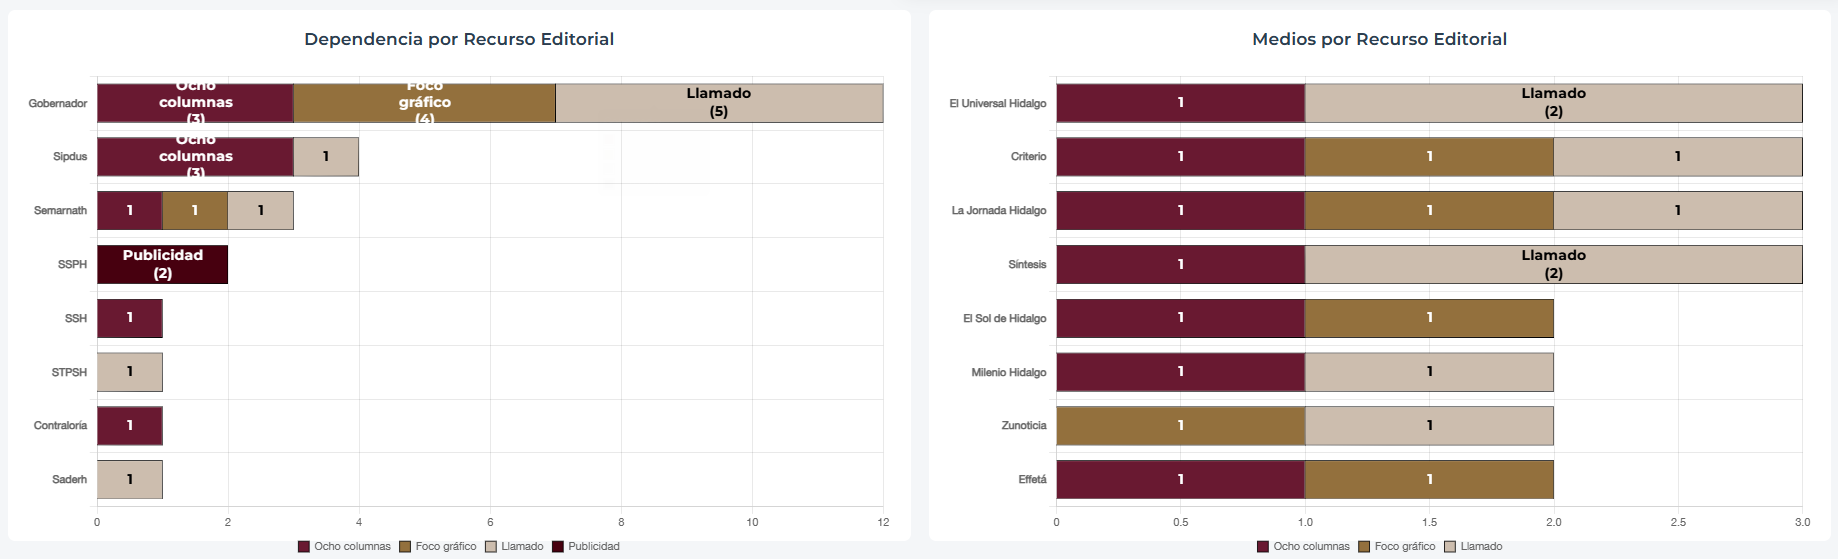 Dependencia por Recurso Editorial
Gobernador
Ocho
columnas
(3)
Foco
gráfico
(4)
Llamado
(5)
Sipdus
Ocho
columnas
(3)
1
Semarnath
1
1
1
SSPH
Publicidad
(2)
SSH
1
STPSH
1
Contraloría
1
Saderh
1
0 2 4 6 8 10 12
Ocho columnas Foco gráfico Llamado Publicidad
Medios por Recurso Editorial
El Universal Hidalgo
1
Llamado
(2)
Criterio
1
1
1
La Jornada Hidalgo
1
1
1
Síntesis
1
Llamado
(2)
El Sol de Hidalgo
1
1
Milenio Hidalgo
1
1
Zunoticia
1
1
Effetá
1
1
0 0.5 1.0 1.5 2.0 2.5 3.0
Ocho columnas Foco gráfico Llamado